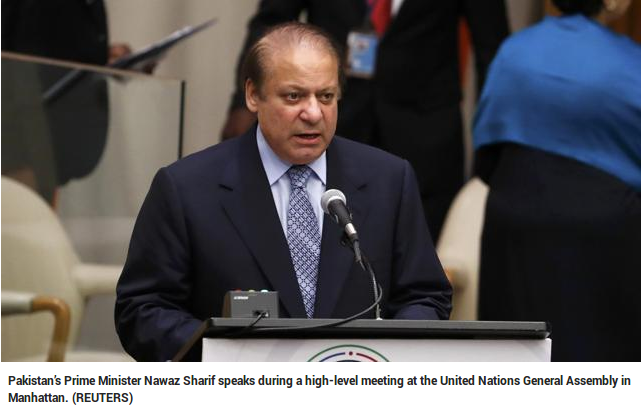 Pakistan's Prime Minister Nawaz Sharif speaks during a high-level meeting at the United Nations General Assembly in
Manhattan. (REUTERS)